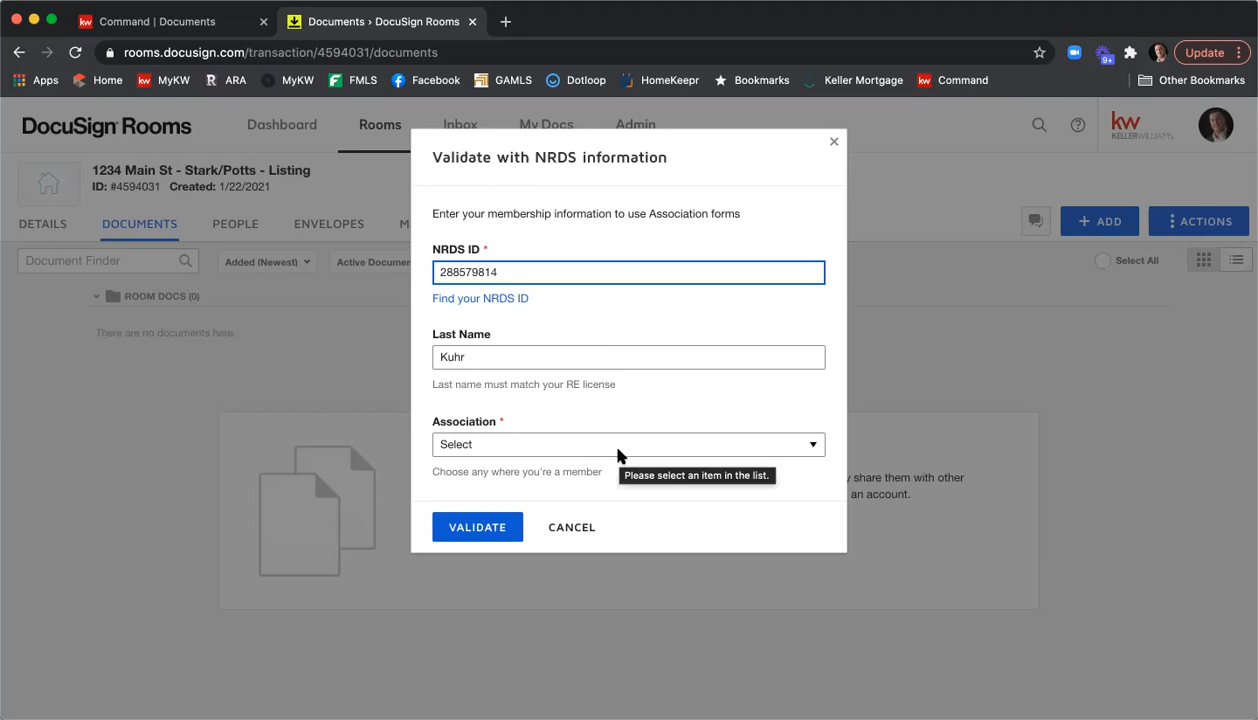 Command | Documents
Documents › DocuSign Rooms
rooms.docusign.com/transaction/4594031/documents
9+
Update
Apps
Home
kw MyKW
R ARA
MyKW
FMLS
Facebook
GAMLS
Dotloop
HomeKeepr
Bookmarks
Keller Mortgage
kw Command
Other Bookmarks
DocuSign Rooms
Dashboard
Rooms
Inbox
My Docs
Admin
kw
KELLERWILLIAMS.
1234 Main St - Stark/Potts - Listing
ID: #4594031 Created: 1/22/2021
DETAILS
DOCUMENTS
PEOPLE
ENVELOPES
M
+ ADD
ACTIONS
Document Finder
Added (Newest)
Active Documen
Select All
ROOM DOCS (0)
There are no documents here.
y share them with other
an account.
Validate with NRDS information
Enter your membership information to use Association forms
NRDS ID *
288579814
Find your NRDS ID
Last Name
Kuhr
Last name must match your RE license
Association *
Select
Choose any where you're a member
Please select an item in the list.
VALIDATE
CANCEL